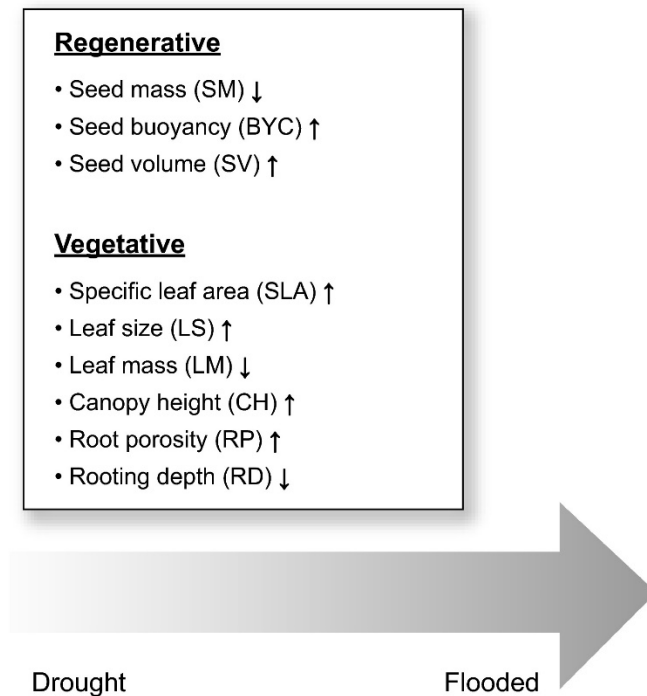 Regenerative
• Seed mass (SM) ↓
• Seed buoyancy (BYC) ↑
• Seed volume (SV) ↑
Vegetative
• Specific leaf area (SLA) ↑
• Leaf size (LS) ↑
• Leaf mass (LM) ↓
• Canopy height (CH) ↑
• Root porosity (RP) ↑
• Rooting depth (RD) ↓
Drought
Flooded